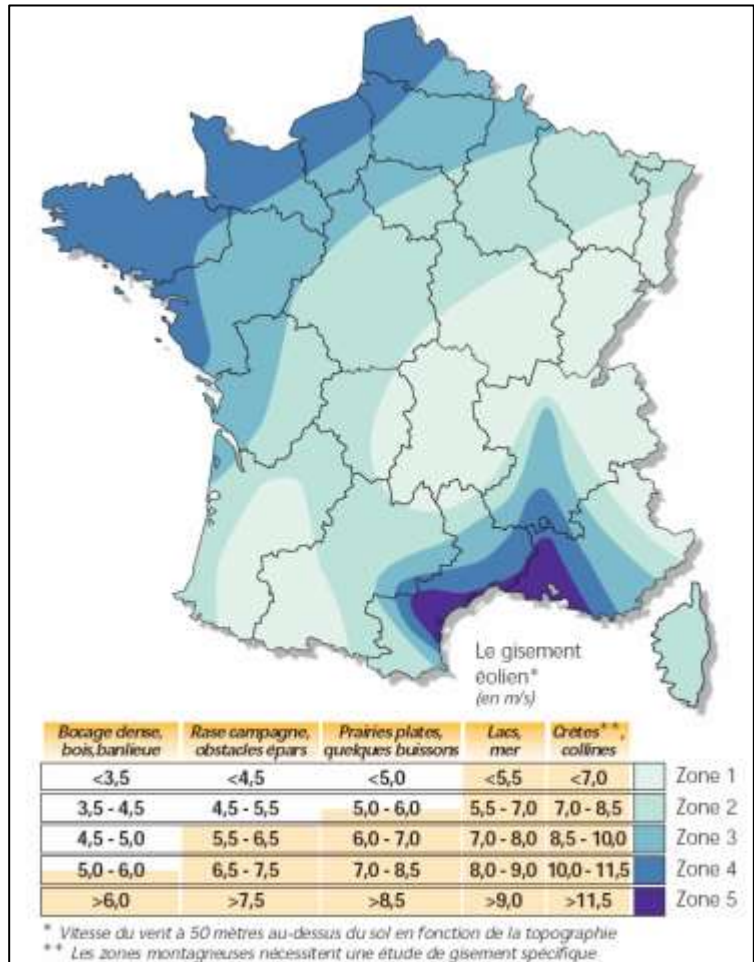 Le gisement
éolien*
(en m/s)
Bocage dense, bois,banlieue Rase campagne, obstacles épars Prairies plates, quelques buissons Lacs, mer Crêtes**, collines
<3,5 <4,5 <5,0 <5,5 <7,0 Zone 1
3,5 - 4,5 4,5 - 5,5 5,0 - 6,0 5,5 - 7,0 7,0 - 8,5 Zone 2
4,5 - 5,0 5,5 - 6,5 6,0 - 7,0 7,0 - 8,0 8,5 - 10,0 Zone 3
5,0 - 6,0 6,5 - 7,5 7,0 - 8,5 8,0 - 9,0 10,0 - 11,5 Zone 4
>6,0 >7,5 >8,5 >9,0 >11,5 Zone 5
* Vitesse du vent à 50 mètres au-dessus du sol en fonction de la topographie
** Les zones montagneuses nécessitent une étude de gisement spécifique